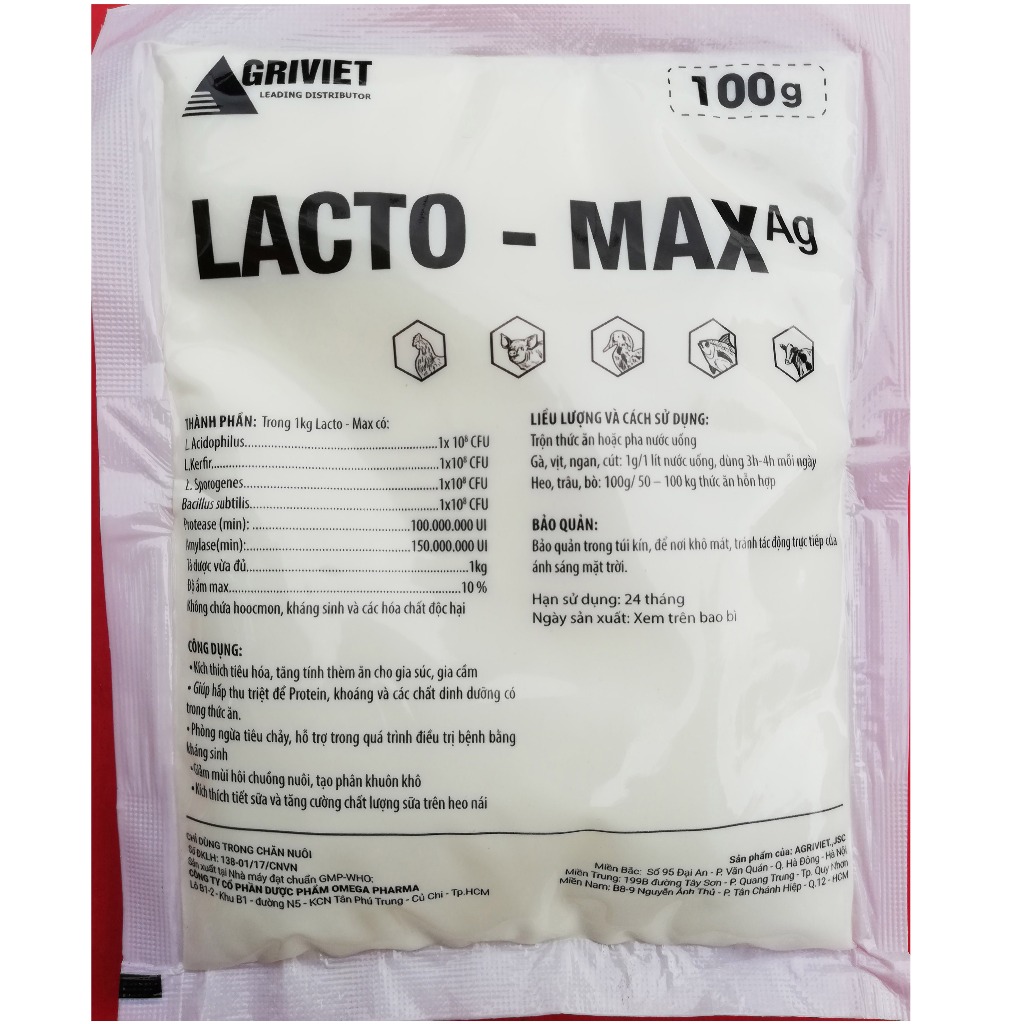 AGRIVIET
LEADING DISTRIBUTOR
100g
LACTO - MAX Ag
THÀNH PHẦN: Trong 1kg Lacto - Max có:
L. Acidophilus....................1x 10⁸ CFU
L.Kerfir....................1x10⁸ CFU
L. Sporogenes....................1x10⁸ CFU
Bacillus subtilis....................1x10⁸ CFU
Protease (min): ....................100.000.000 UI
Amylase(min):....................150.000.000 UI
Tá dược vừa đủ....................1kg
Độ ẩm max....................10 %
Không chứa hoocmon, kháng sinh và các hóa chất độc hại
CÔNG DỤNG:
• Kích thích tiêu hóa, tăng tính thèm ăn cho gia súc, gia cầm
• Giúp hấp thu triệt để Protein, khoáng và các chất dinh dưỡng có
trong thức ăn.
• Phòng ngừa tiêu chảy, hỗ trợ trong quá trình điều trị bệnh bằng
kháng sinh
• Giảm mùi hôi chuồng nuôi, tạo phân khuôn khô
• Kích thích tiết sữa và tăng cường chất lượng sữa trên heo nái
LIỀU LƯỢNG VÀ CÁCH SỬ DỤNG:
Trộn thức ăn hoặc pha nước uống
Gà, vịt, ngan, cút: 1g/1 lít nước uống, dùng 3h-4h mỗi ngày
Heo, trâu, bò: 100g/ 50 – 100 kg thức ăn hỗn hợp
BẢO QUẢN:
Bảo quản trong túi kín, để nơi khô mát, tránh tác động trực tiếp của
ánh sáng mặt trời.
Hạn sử dụng: 24 tháng
Ngày sản xuất: Xem trên bao bì
CHỈ DÙNG TRONG CHĂN NUÔI
Số ĐKLH: 138-01/17/CNVN
Sản xuất tại Nhà máy đạt chuẩn GMP-WHO:
CÔNG TY CỔ PHẦN DƯỢC PHẨM OMEGA PHARMA
Lô B1-2 - Khu B1 - đường N5 - KCN Tân Phú Trung - Củ Chi - Tp.HCM
Sản phẩm của: AGRIVIET.,JSC
Miền Bắc: Số 95 Đại An - P. Văn Quán - Q. Hà Đông - Hà Nội
Miền Trung: 199B đường Tây Sơn - P. Quang Trung - Tp. Quy Nhơn
Miền Nam: B8-9 Nguyễn Ảnh Thủ - P. Tân Chánh Hiệp - Q.12 - HCM